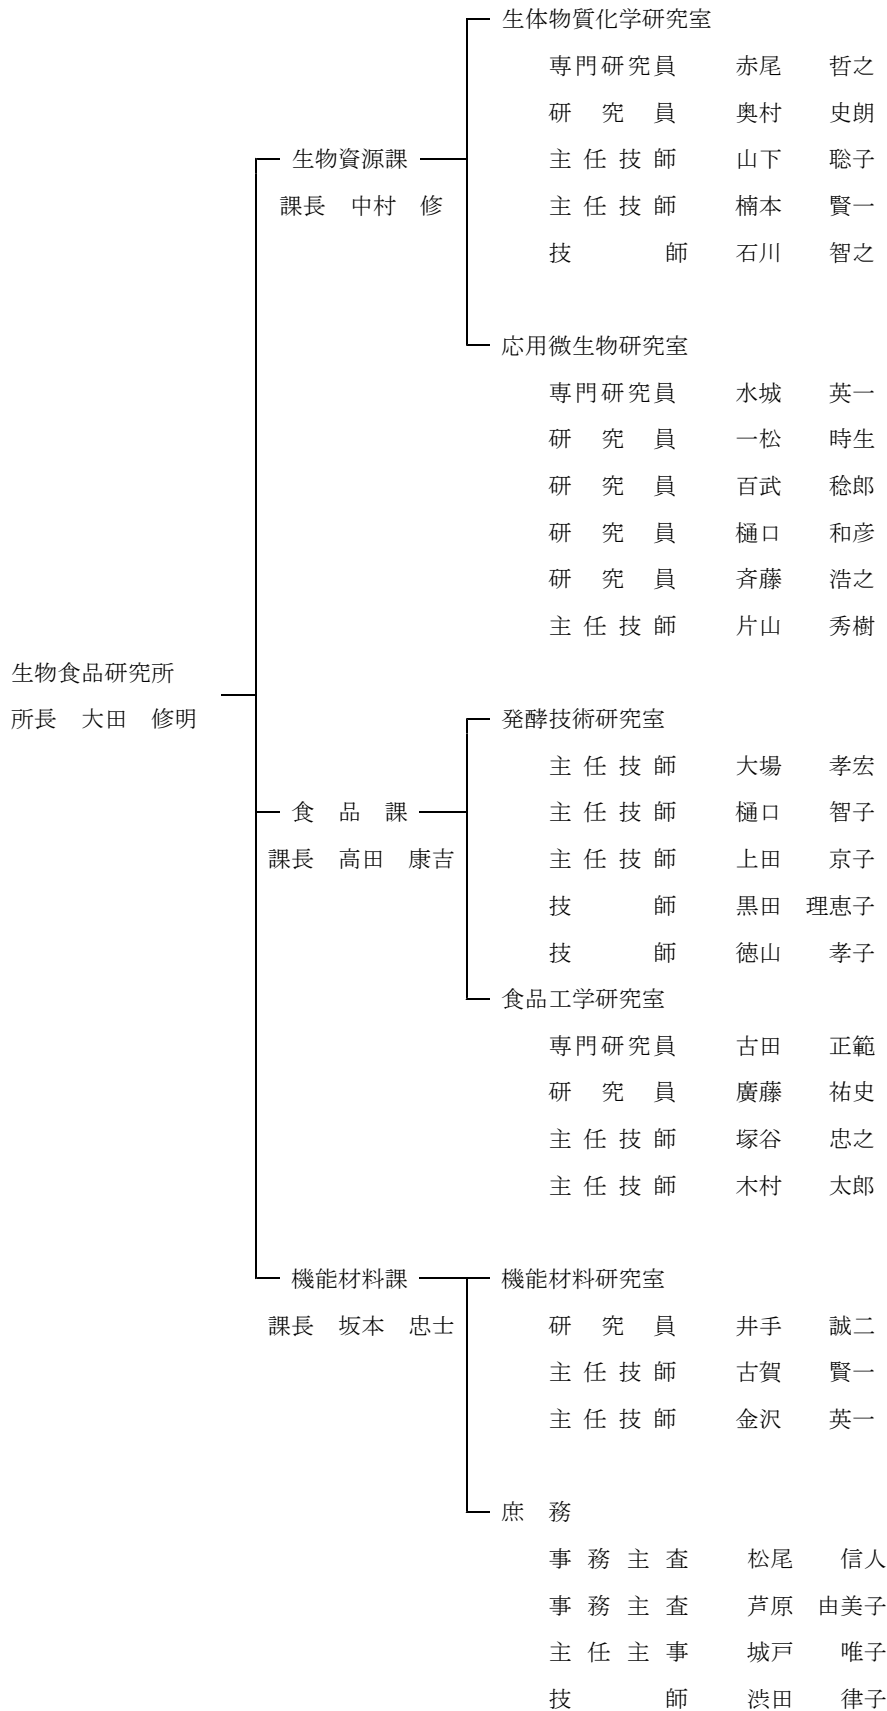 生物食品研究所
所長　大田　修明
生物資源課
課長　中村　修
生体物質化学研究室
専門研究員　赤尾　哲之
研究員　奥村　史朗
主任技師　山下　聡子
主任技師　楠本　賢一
技師　石川　智之
応用微生物研究室
専門研究員　水城　英一
研究員　一松　時生
研究員　百武　稔郎
研究員　樋口　和彦
研究員　斉藤　浩之
主任技師　片山　秀樹
食品課
課長　高田　康吉
発酵技術研究室
主任技師　大場　孝宏
主任技師　樋口　智子
主任技師　上田　京子
技師　黒田　理恵子
技師　徳山　孝子
食品工学研究室
専門研究員　古田　正範
研究員　廣藤　祐史
主任技師　塚谷　忠之
主任技師　木村　太郎
機能材料課
課長　坂本　忠士
機能材料研究室
研究員　井手　誠二
主任技師　古賀　賢一
主任技師　金沢　英一
庶務
事務主査　松尾　信人
事務主査　芦原　由美子
主任主事　城戸　唯子
技師　渋田　律子